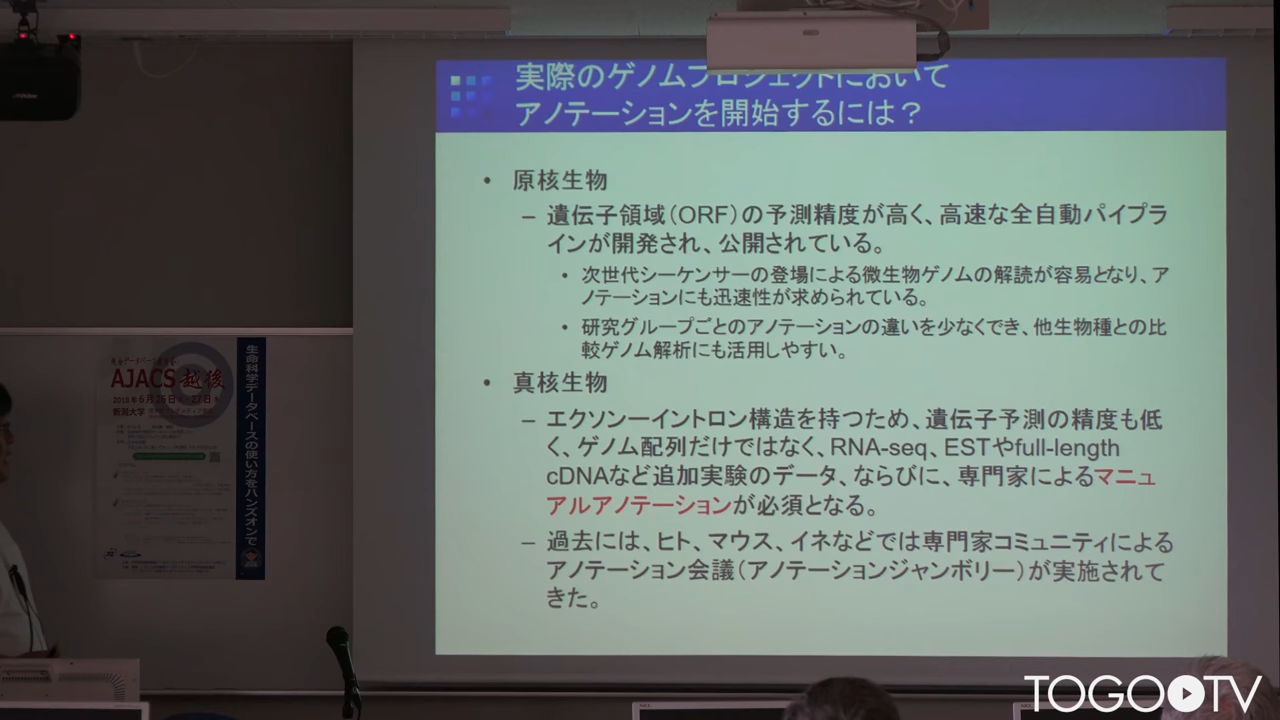 実際のゲノムプロジェクトにおいて
アノテーションを開始するには？
• 原核生物
– 遺伝子領域（ORF）の予測精度が高く、高速な全自動パイプラ
インが開発され、公開されている。
• 次世代シーケンサーの登場による微生物ゲノムの解読が容易となり、ア
ノテーションにも迅速性が求められている。
• 研究グループごとのアノテーションの違いを少なくでき、他生物種との比
較ゲノム解析にも活用しやすい。
• 真核生物
– エクソンーイントロン構造を持つため、遺伝子予測の精度も低
く、ゲノム配列だけではなく、RNA-seq、ESTやfull-length
cDNAなど追加実験のデータ、ならびに、専門家によるマニュ
アルアノテーションが必須となる。
– 過去には、ヒト、マウス、イネなどでは専門家コミュニティによる
アノテーション会議（アノテーションジャンボリー）が実施されて
きた。
AJACS 越後
2018年6月26日・27日
新潟大学
生命科学データベースの使い方をハンズオンで
TOGOTV